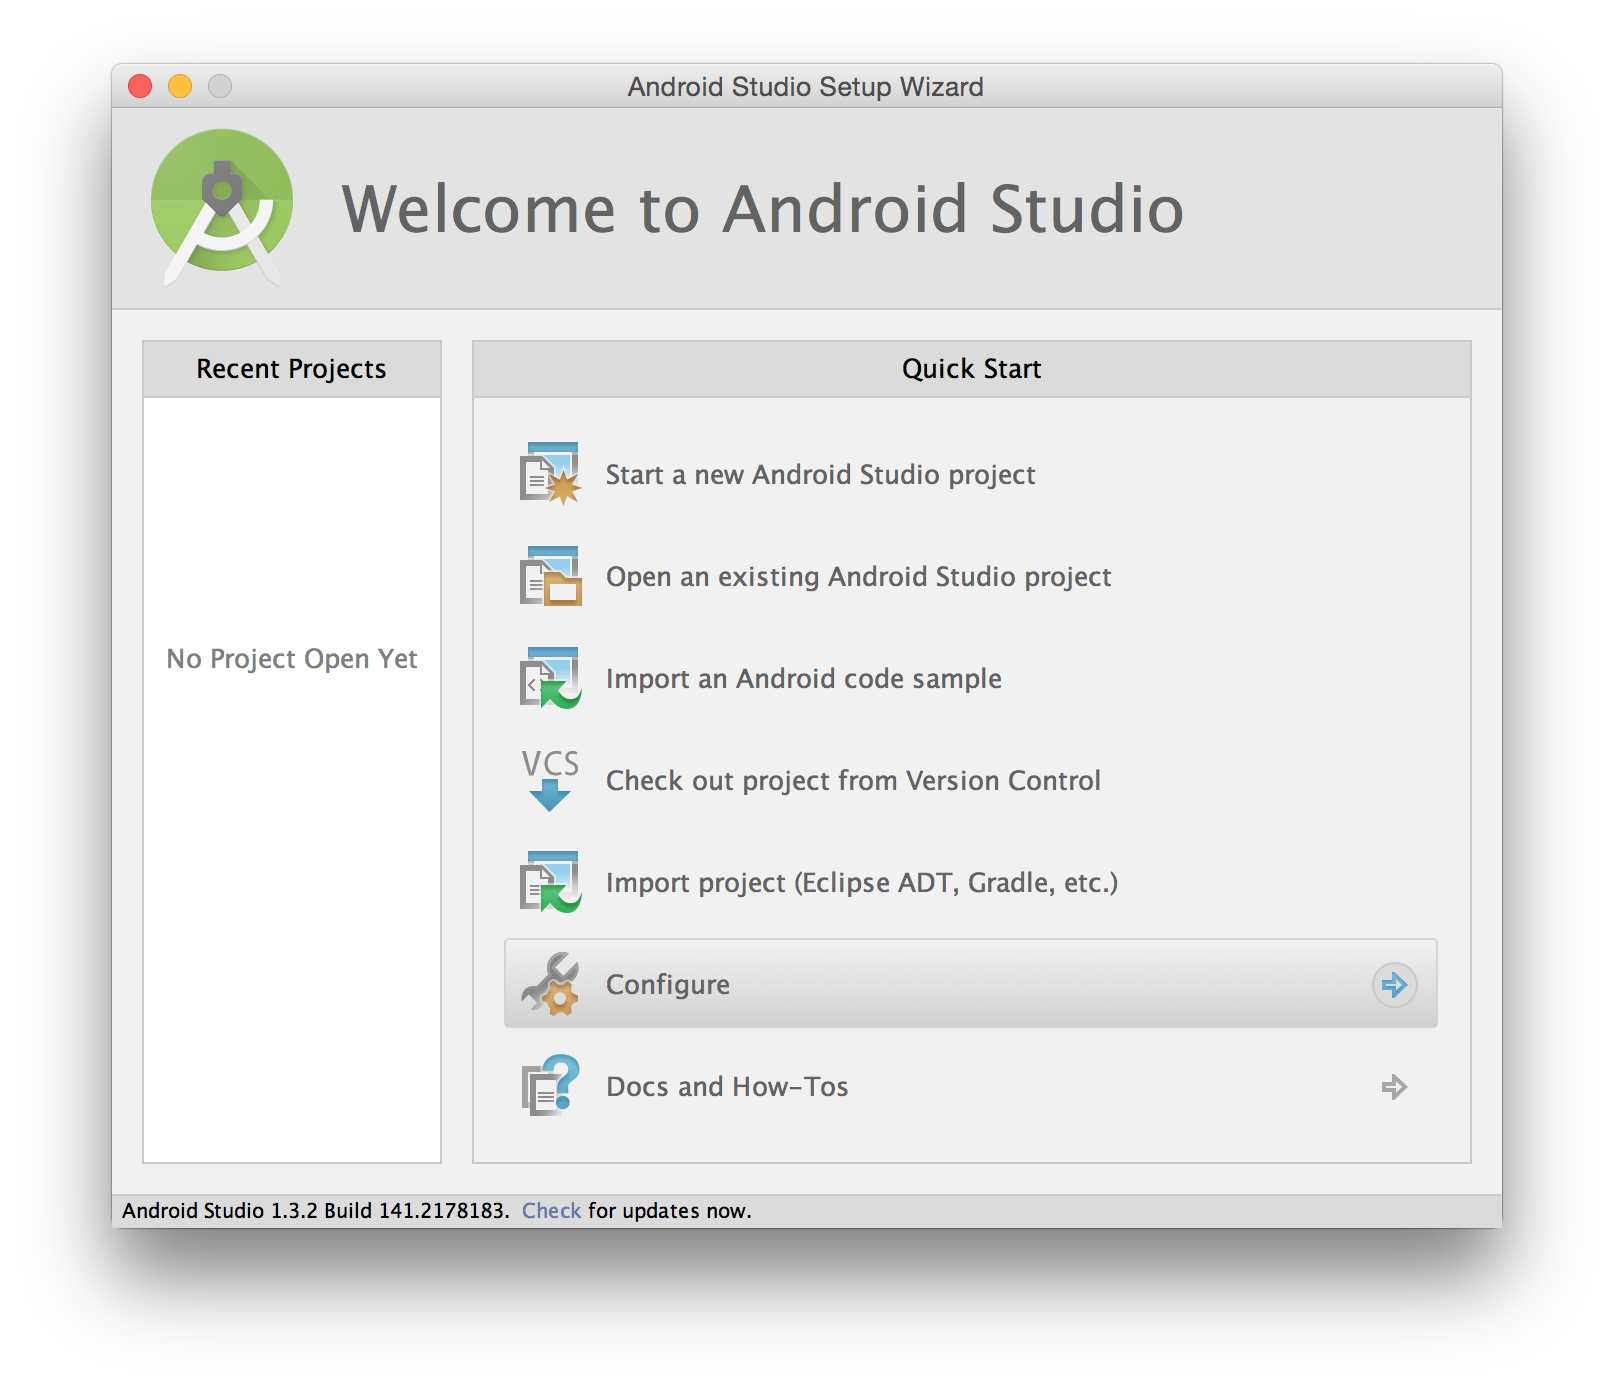 Android Studio Setup Wizard
Welcome to Android Studio
Recent Projects
No Project Open Yet
Quick Start
Start a new Android Studio project
Open an existing Android Studio project
Import an Android code sample
VCS
Check out project from Version Control
Import project (Eclipse ADT, Gradle, etc.)
Configure
Docs and How-Tos
Android Studio 1.3.2 Build 141.2178183. Check for updates now.